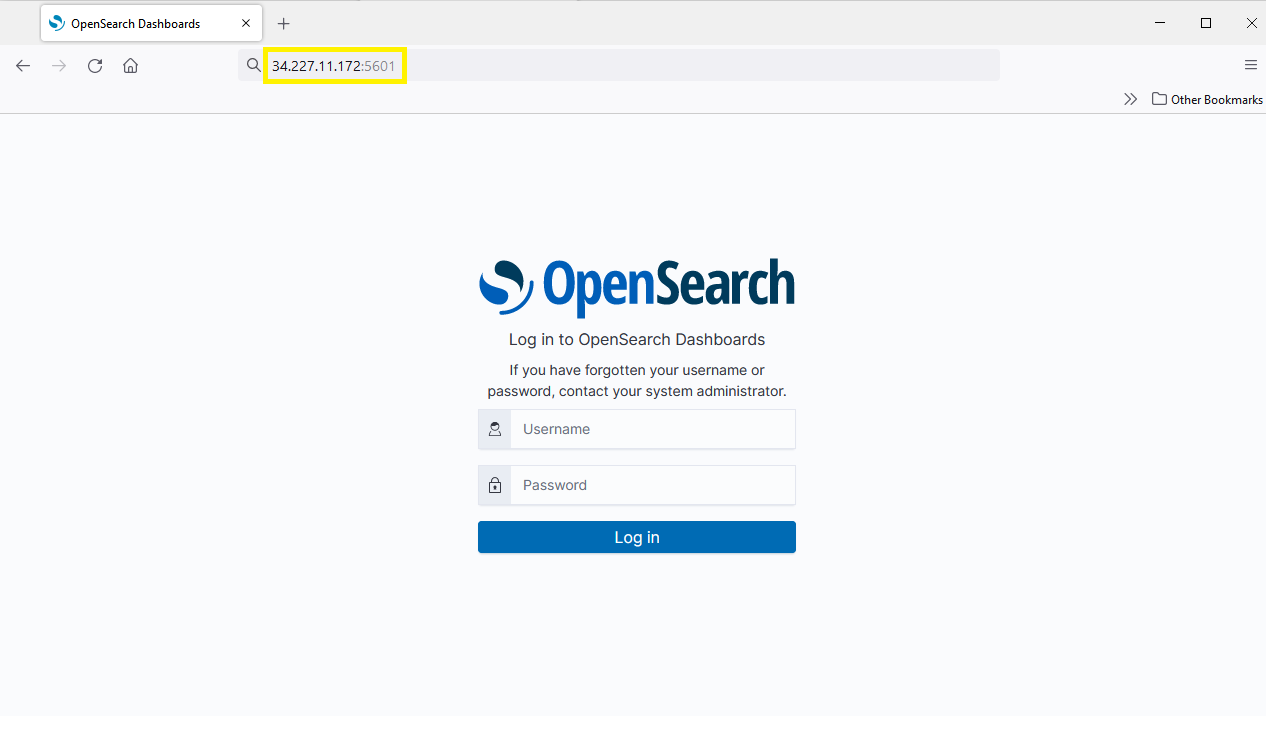 OpenSearch Dashboards
34.227.11.172:5601
Other Bookmarks
OpenSearch
Log in to OpenSearch Dashboards
If you have forgotten your username or
password, contact your system administrator.
Username
Password
Log in